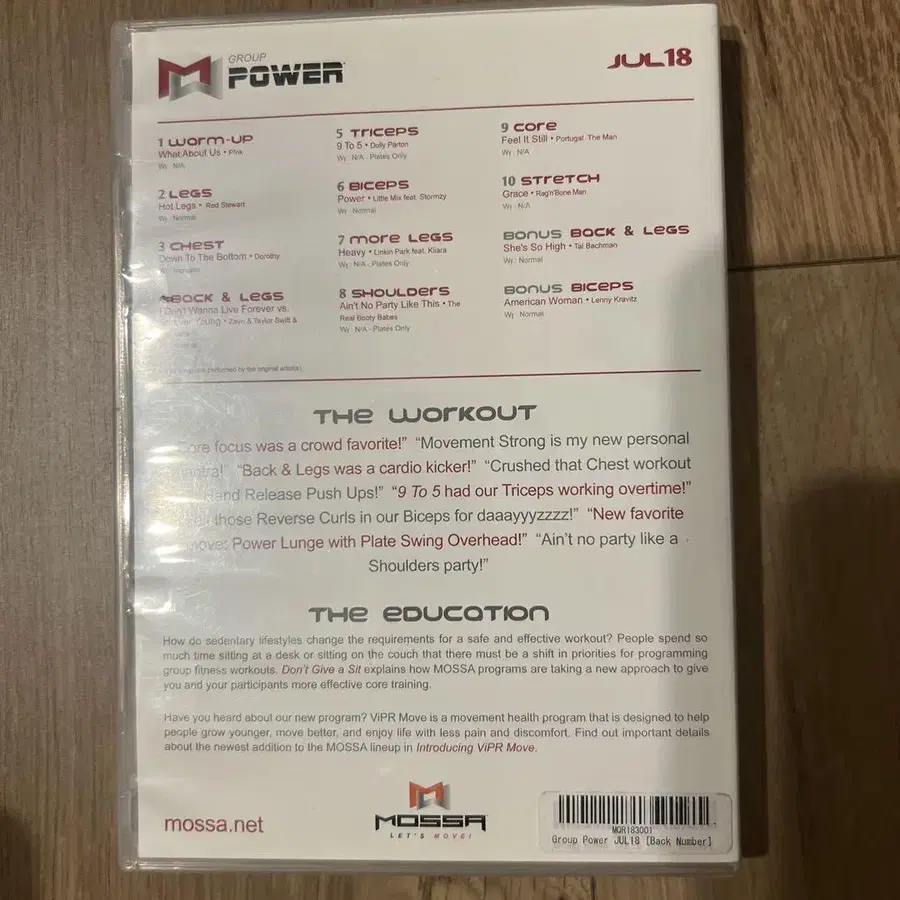 GROUP
POWER
JUL18
1 WARM-UP
What About Us • P!nk
Wt : N/A
2 LEGS
Hot Legs • Rod Stewart
Wt : Normal
3 CHEST
Down To The Bottom • Dorothy
BACK & LEGS
Don't Wanna Live Forever vs.
Young • Zayn & Taylor Swift &
performed by the original artist(s)
5 TRICEPS
9 To 5 • Dolly Parton
Wt : N/A - Plates Only
6 BICEPS
Power • Little Mix feat. Stormzy
Wt : Normal
7 MORE LEGS
Heavy • Linkin Park feat. Kiiara
Wt : N/A - Plates Only
8 SHOULDERS
Ain't No Party Like This • The
Real Booty Babes
Wt : N/A - Plates Only
9 CORE
Feel It Still • Portugal. The Man
Wt : N/A
10 STRETCH
Grace • Rag'n'Bone Man
Wt : N/A
BONUS BACK & LEGS
She's So High • Tal Bachman
Wt : Normal
BONUS BICEPS
American Woman • Lenny Kravitz
Wt : Normal
THE WORKOUT
focus was a crowd favorite!" "Movement Strong is my new personal
"Back & Legs was a cardio kicker!" "Crushed that Chest workout
Hand Release Push Ups!" "9 To 5 had our Triceps working overtime!"
those Reverse Curls in our Biceps for daaayyyzzzz!" "New favorite
move: Power Lunge with Plate Swing Overhead!" "Ain't no party like a
Shoulders party!"
THE EDUCATION
How do sedentary lifestyles change the requirements for a safe and effective workout? People spend so
much time sitting at a desk or sitting on the couch that there must be a shift in priorities for programming
group fitness workouts. Don't Give a Sit explains how MOSSA programs are taking a new approach to give
you and your participants more effective core training.
Have you heard about our new program? ViPR Move is a movement health program that is designed to help
people grow younger, move better, and enjoy life with less pain and discomfort. Find out important details
about the newest addition to the MOSSA lineup in Introducing ViPR Move.
mossa.net
MOSSA
LET'S MOVE!
MQR183001
Group Power JUL18 [Back Number]